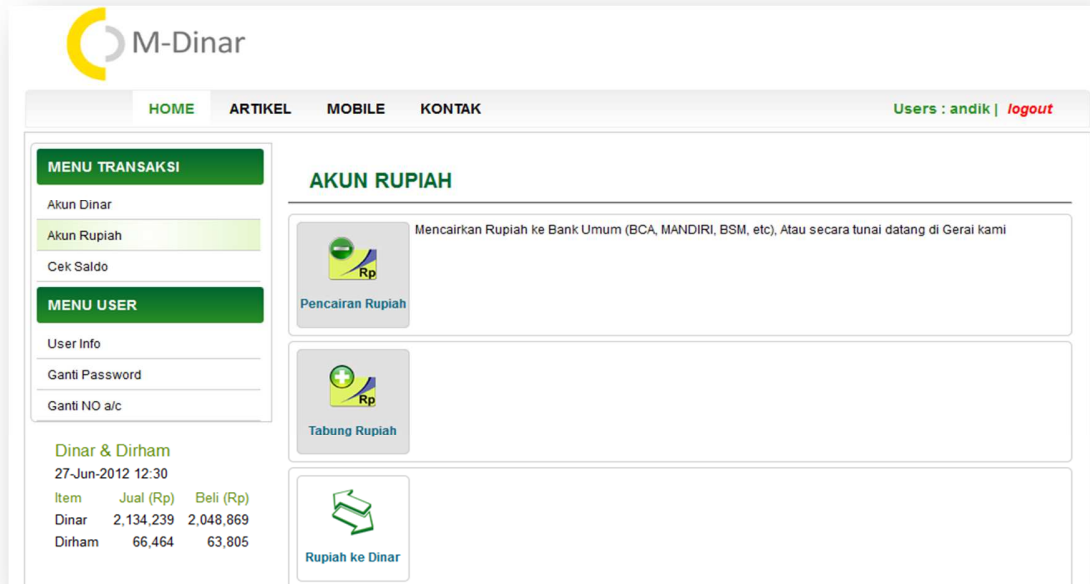 M-Dinar
HOME ARTIKEL MOBILE KONTAK Users : andik | logout
MENU TRANSAKSI
Akun Dinar
Akun Rupiah
Cek Saldo
MENU USER
User Info
Ganti Password
Ganti NO a/c
Dinar & Dirham
27-Jun-2012 12:30
Item Jual (Rp) Beli (Rp)
Dinar 2,134,239 2,048,869
Dirham 66,464 63,805
AKUN RUPIAH
Rp
Pencairan Rupiah
Mencairkan Rupiah ke Bank Umum (BCA, MANDIRI, BSM, etc), Atau secara tunai datang di Gerai kami
Rp
Tabung Rupiah
Rupiah ke Dinar